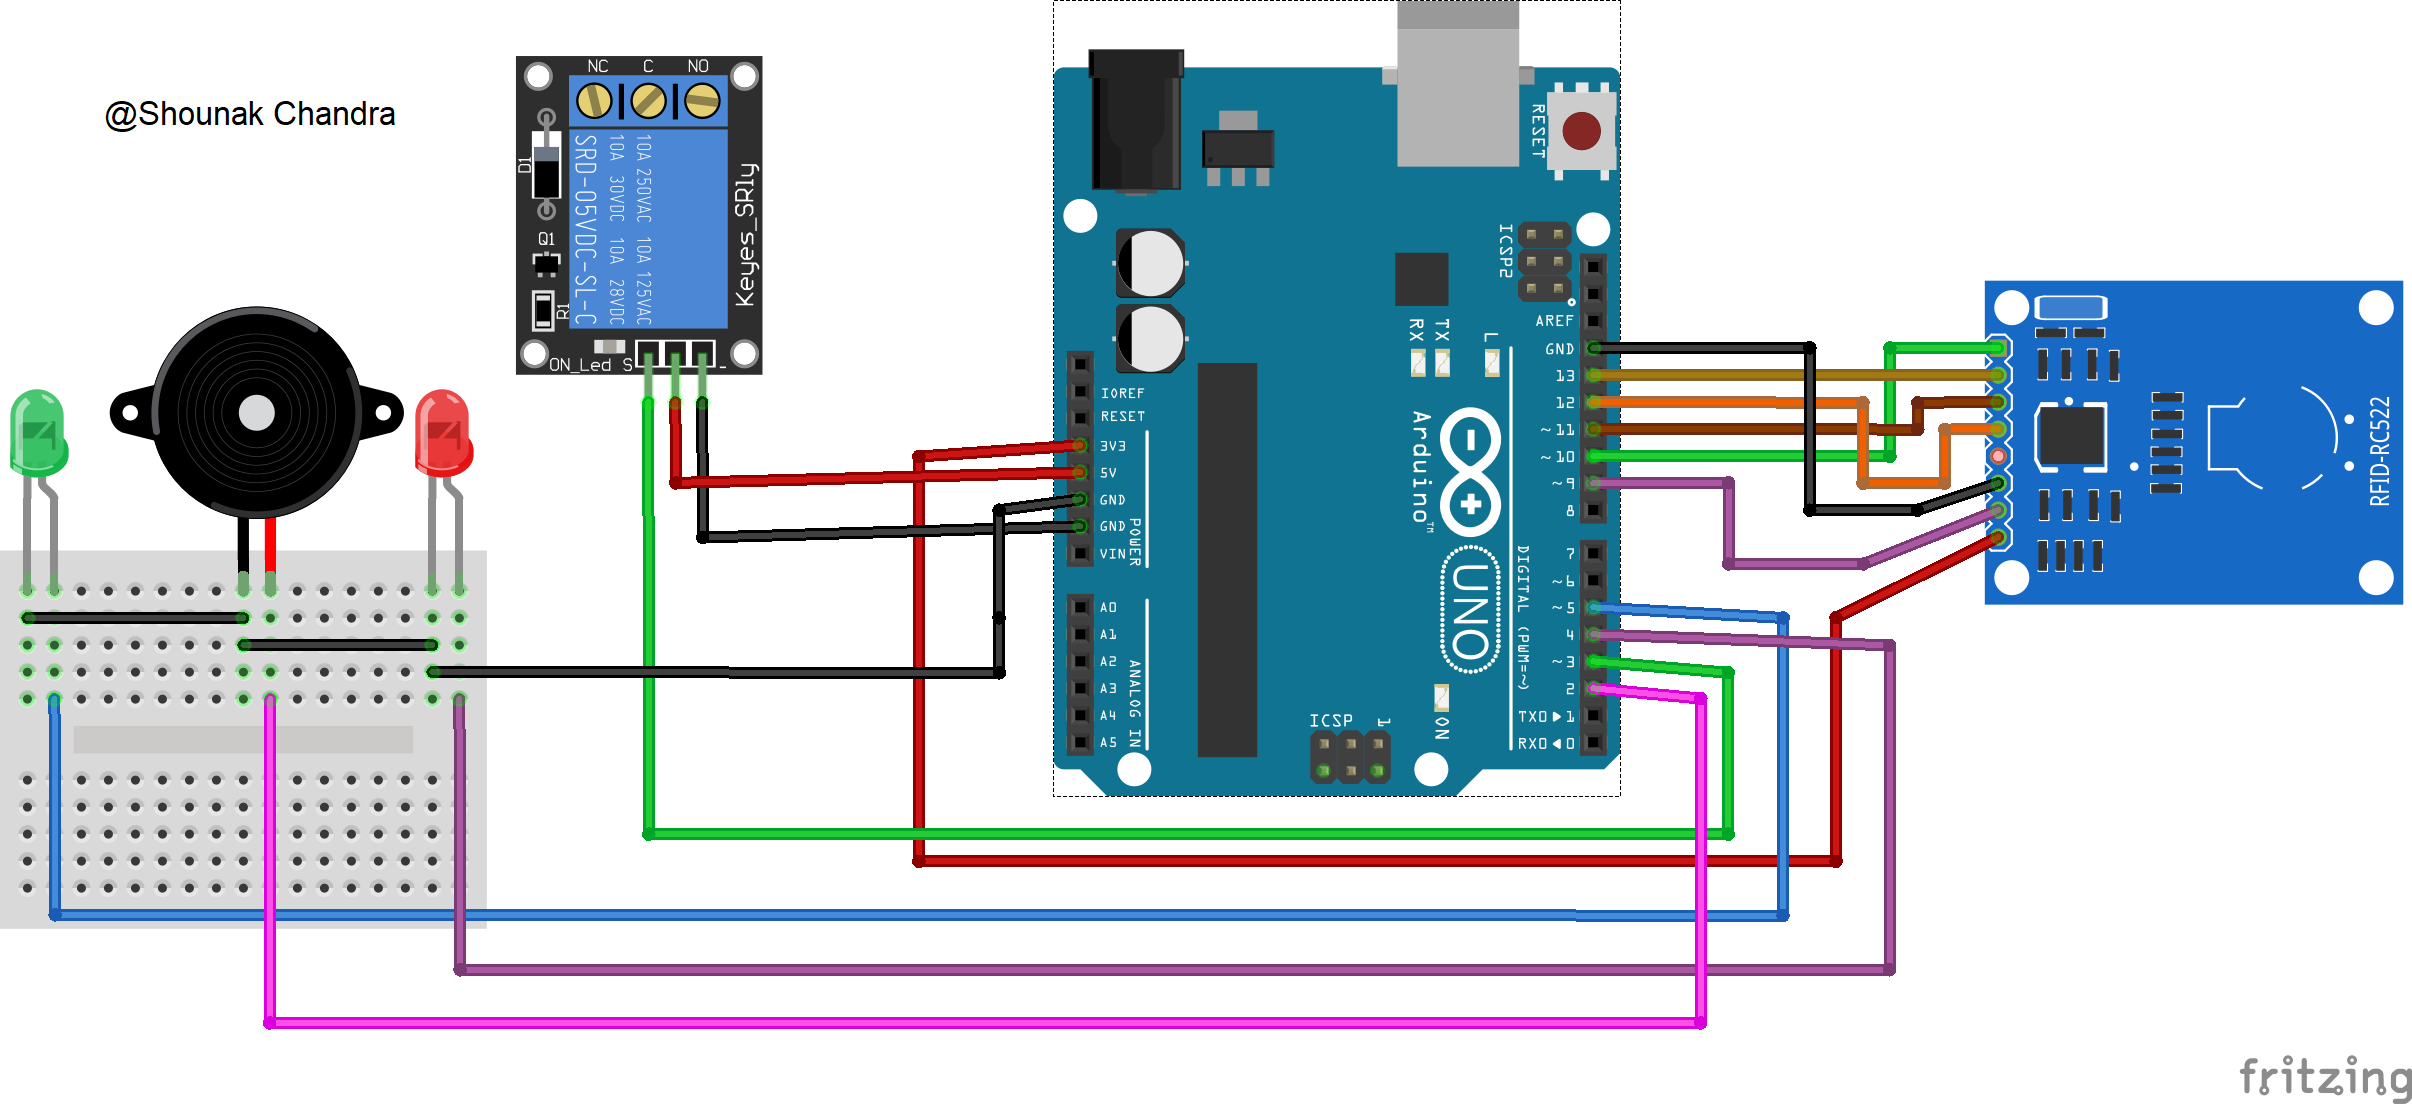 @Shounak Chandra
NC C NO
D1
Q1
R1
SRD-05VDC-SL-C
10A 30VDC 10A 28VDC
10A 250VAC 10A 125VAC
Keyes_SR1y
ON_Led S -
RESET
ICSP2
AREF
GND
13
12
~11
~10
~9
8
7
~6
~5
4
~3
2
TX0▶1
RX0◀0
DIGITAL (PWM=~)
RX TX L
Arduino™
UNO
ON
ICSP 1
IOREF
RESET
3V3
5V
GND
GND
VIN
POWER
A0
A1
A2
A3
A4
A5
ANALOG IN
RFID-RC522
fritzing